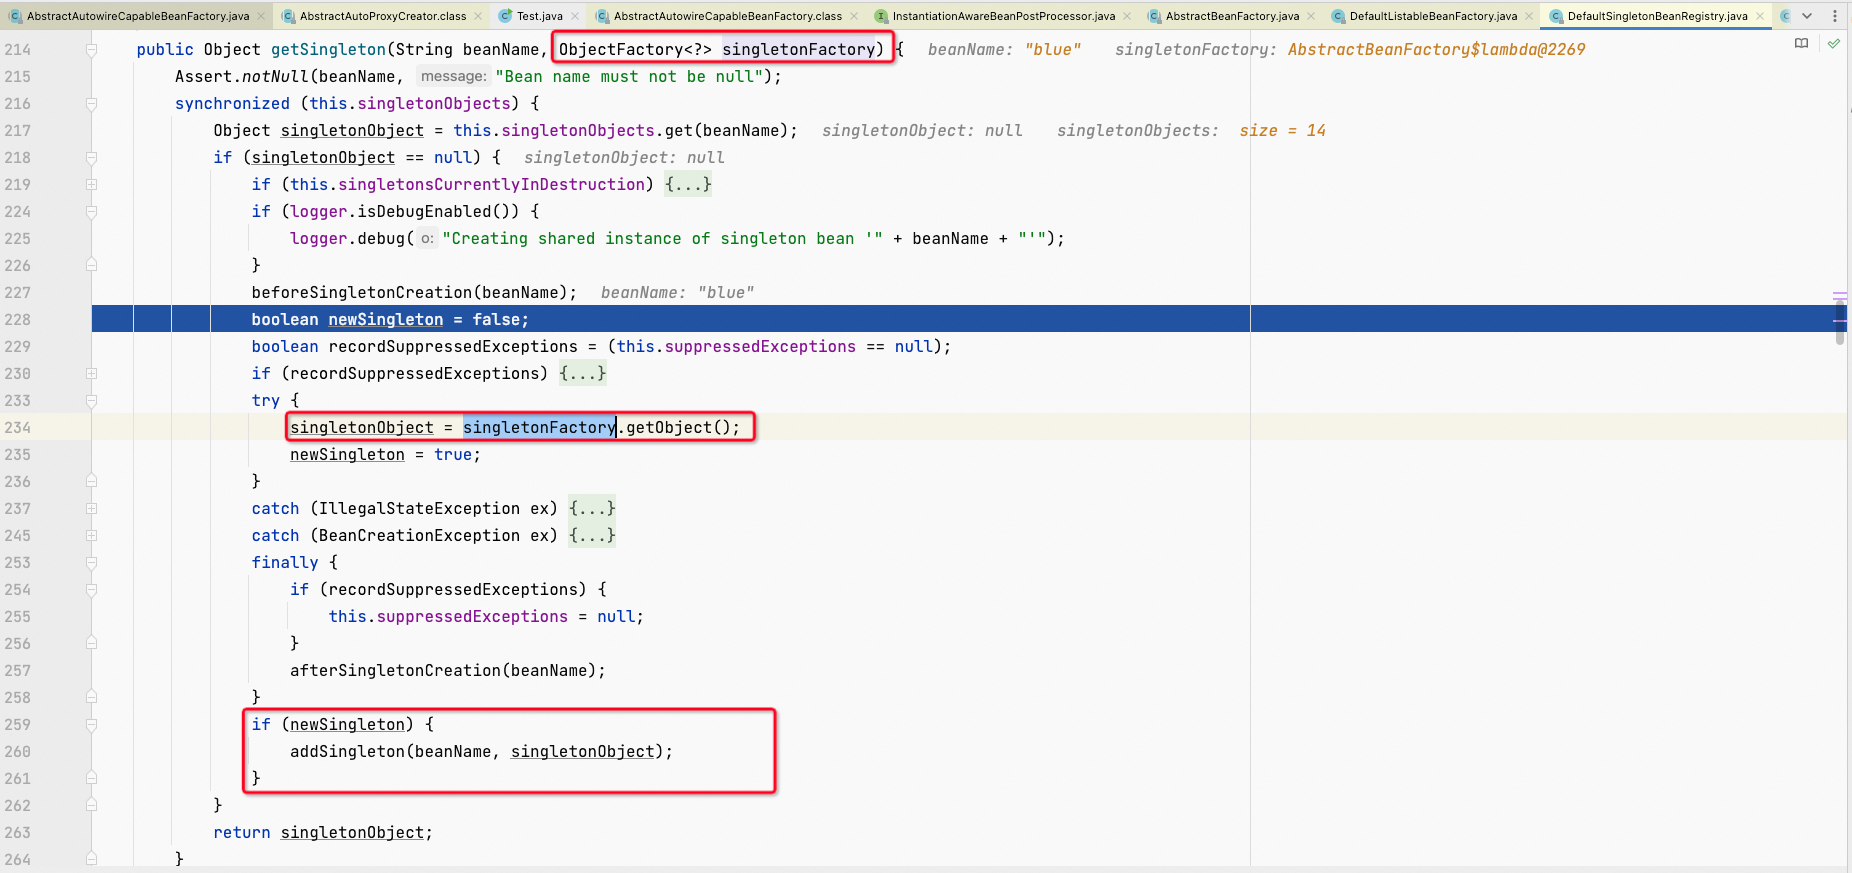 AbstractAutowireCapableBeanFactory.java AbstractAutoProxyCreator.class Test.java AbstractAutowireCapableBeanFactory.class InstantiationAwareBeanPostProcessor.java AbstractBeanFactory.java DefaultListableBeanFactory.java DefaultSingletonBeanRegistry.java
214 public Object getSingleton(String beanName, ObjectFactory<?> singletonFactory) { beanName: "blue" singletonFactory: AbstractBeanFactory$lambda@2269
215 Assert.notNull(beanName, message: "Bean name must not be null");
216 synchronized (this.singletonObjects) {
217 Object singletonObject = this.singletonObjects.get(beanName); singletonObject: null singletonObjects: size = 14
218 if (singletonObject == null) { singletonObject: null
219 if (this.singletonsCurrentlyInDestruction) {...}
224 if (logger.isDebugEnabled()) {
225 logger.debug( o: "Creating shared instance of singleton bean '" + beanName + "'");
226 }
227 beforeSingletonCreation(beanName); beanName: "blue"
228 boolean newSingleton = false;
229 boolean recordSuppressedExceptions = (this.suppressedExceptions == null);
230 if (recordSuppressedExceptions) {...}
233 try {
234 singletonObject = singletonFactory.getObject();
235 newSingleton = true;
236 }
237 catch (IllegalStateException ex) {...}
245 catch (BeanCreationException ex) {...}
253 finally {
254 if (recordSuppressedExceptions) {
255 this.suppressedExceptions = null;
256 }
257 afterSingletonCreation(beanName);
258 }
259 if (newSingleton) {
260 addSingleton(beanName, singletonObject);
261 }
262 }
263 return singletonObject;
264 }